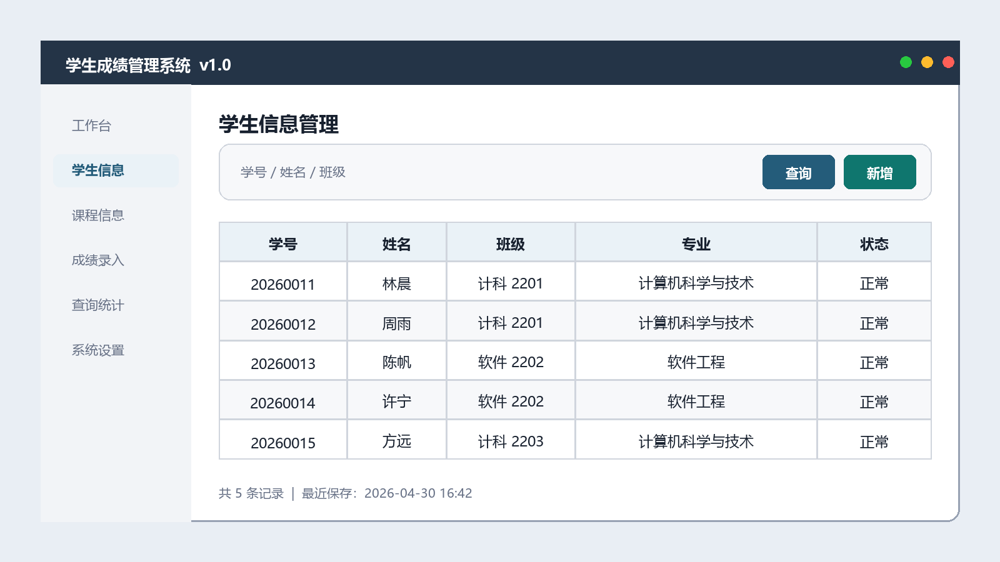 学生成绩管理系统 v1.0
工作台
学生信息
课程信息
成绩录入
查询统计
系统设置
学生信息管理
学号 / 姓名 / 班级 查询 新增
学号 姓名 班级 专业 状态
20260011 林晨 计科 2201 计算机科学与技术 正常
20260012 周雨 计科 2201 计算机科学与技术 正常
20260013 陈帆 软件 2202 软件工程 正常
20260014 许宁 软件 2202 软件工程 正常
20260015 方远 计科 2203 计算机科学与技术 正常
共 5 条记录 | 最近保存：2026-04-30 16:42